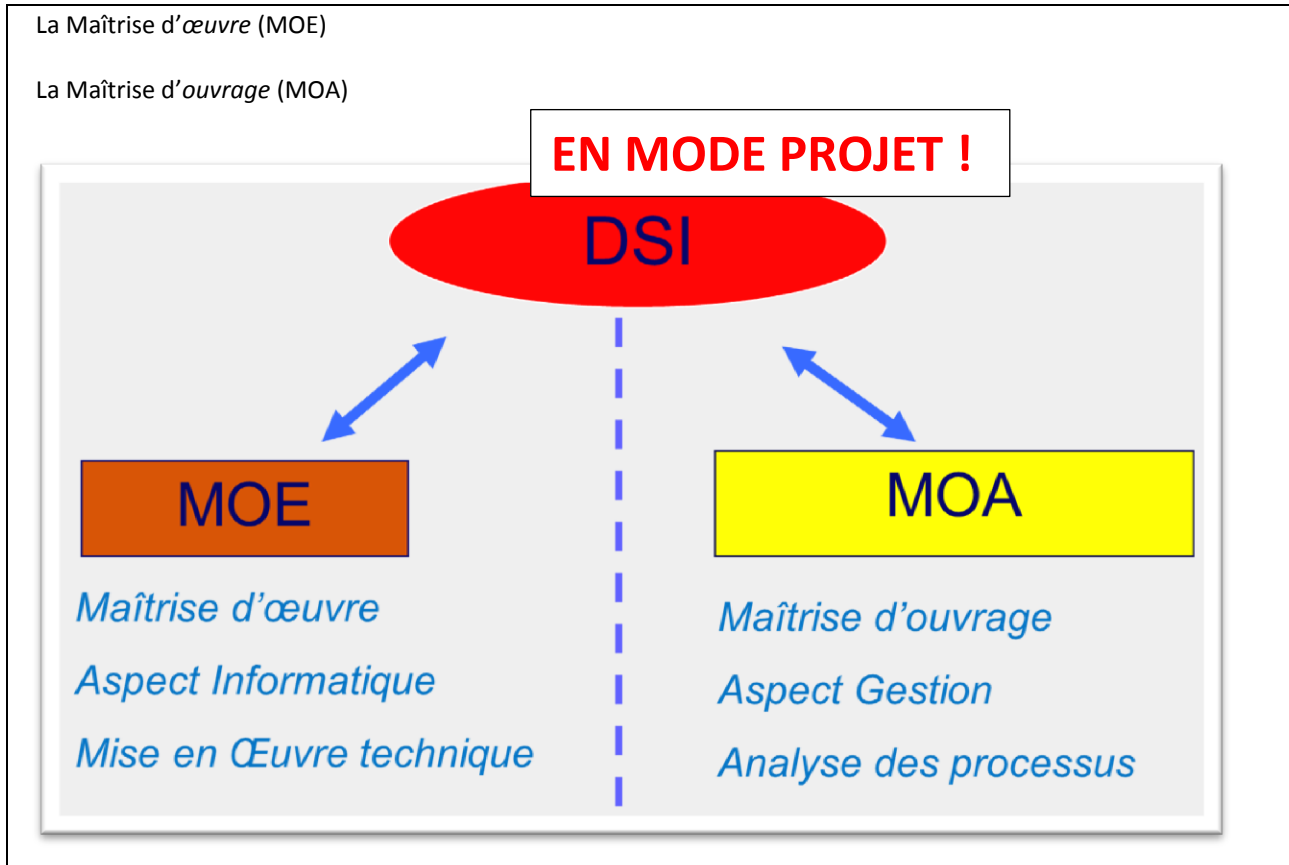 La Maîtrise d’œuvre (MOE)
La Maîtrise d’ouvrage (MOA)
EN MODE PROJET !
DSI
MOE
Maîtrise d’œuvre
Aspect Informatique
Mise en Œuvre technique
MOA
Maîtrise d’ouvrage
Aspect Gestion
Analyse des processus